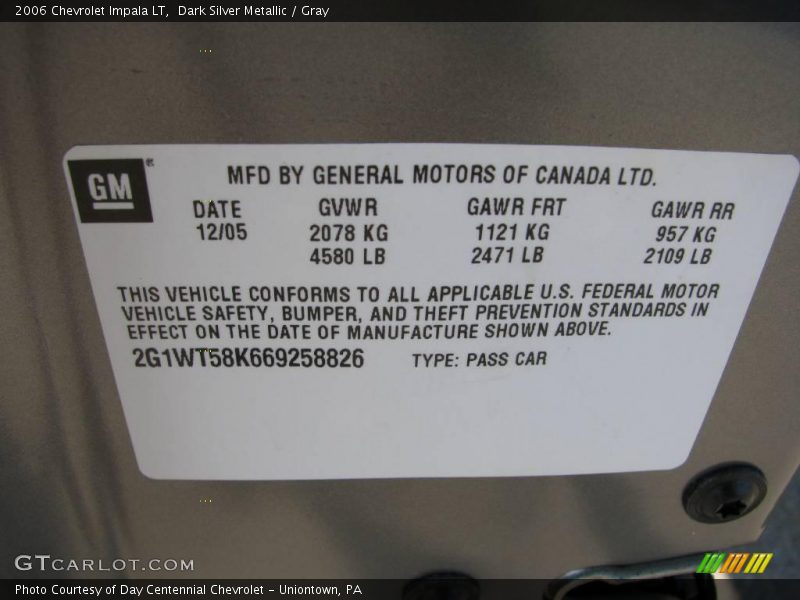 2006 Chevrolet Impala LT,  Dark Silver Metallic / Gray
GM®
MFD BY GENERAL MOTORS OF CANADA LTD.
DATE GVWR GAWR FRT GAWR RR
12/05 2078 KG 1121 KG 957 KG
4580 LB 2471 LB 2109 LB
THIS VEHICLE CONFORMS TO ALL APPLICABLE U.S. FEDERAL MOTOR
VEHICLE SAFETY, BUMPER, AND THEFT PREVENTION STANDARDS IN
EFFECT ON THE DATE OF MANUFACTURE SHOWN ABOVE.
2G1WT58K669258826 TYPE: PASS CAR
GTCARLOT.COM
Photo Courtesy of Day Centennial Chevrolet - Uniontown, PA